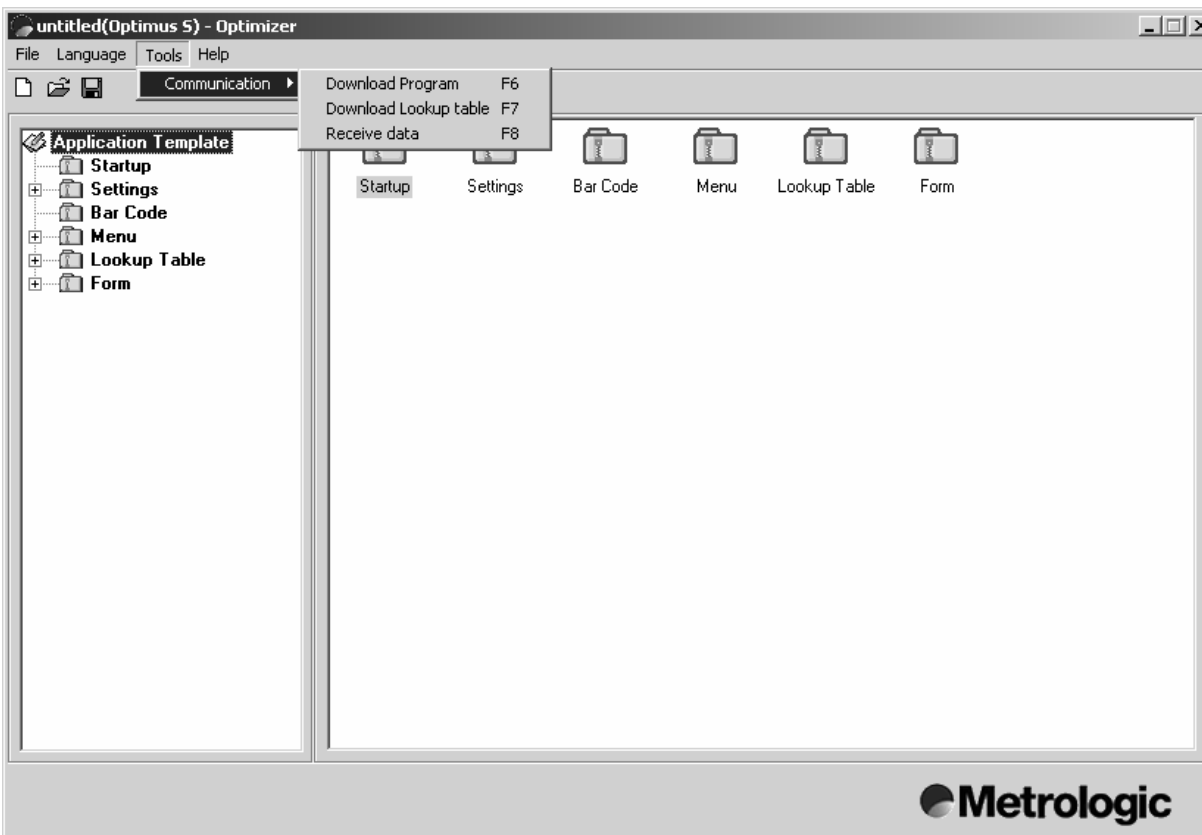 untitled(Optimus S) - Optimizer
File Language Tools Help
Communication
Download Program F6
Download Lookup table F7
Receive data F8
Application Template
Startup
Settings
Bar Code
Menu
Lookup Table
Form
Startup Settings Bar Code Menu Lookup Table Form
Metrologic